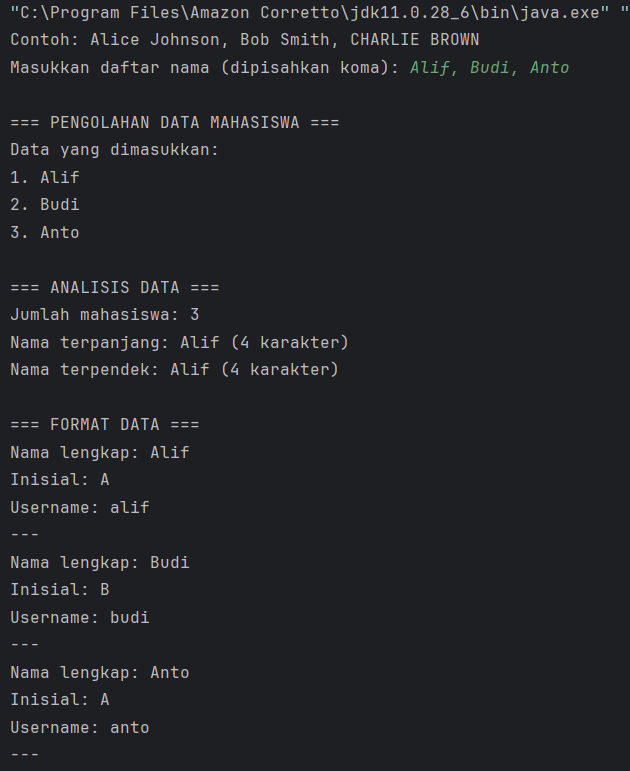 "C:\Program Files\Amazon Corretto\jdk11.0.28_6\bin\java.exe" "
Contoh: Alice Johnson, Bob Smith, CHARLIE BROWN
Masukkan daftar nama (dipisahkan koma): Alif, Budi, Anto
=== PENGOLAHAN DATA MAHASISWA ===
Data yang dimasukkan:
1. Alif
2. Budi
3. Anto
=== ANALISIS DATA ===
Jumlah mahasiswa: 3
Nama terpanjang: Alif (4 karakter)
Nama terpendek: Alif (4 karakter)
=== FORMAT DATA ===
Nama lengkap: Alif
Inisial: A
Username: alif
---
Nama lengkap: Budi
Inisial: B
Username: budi
---
Nama lengkap: Anto
Inisial: A
Username: anto
---